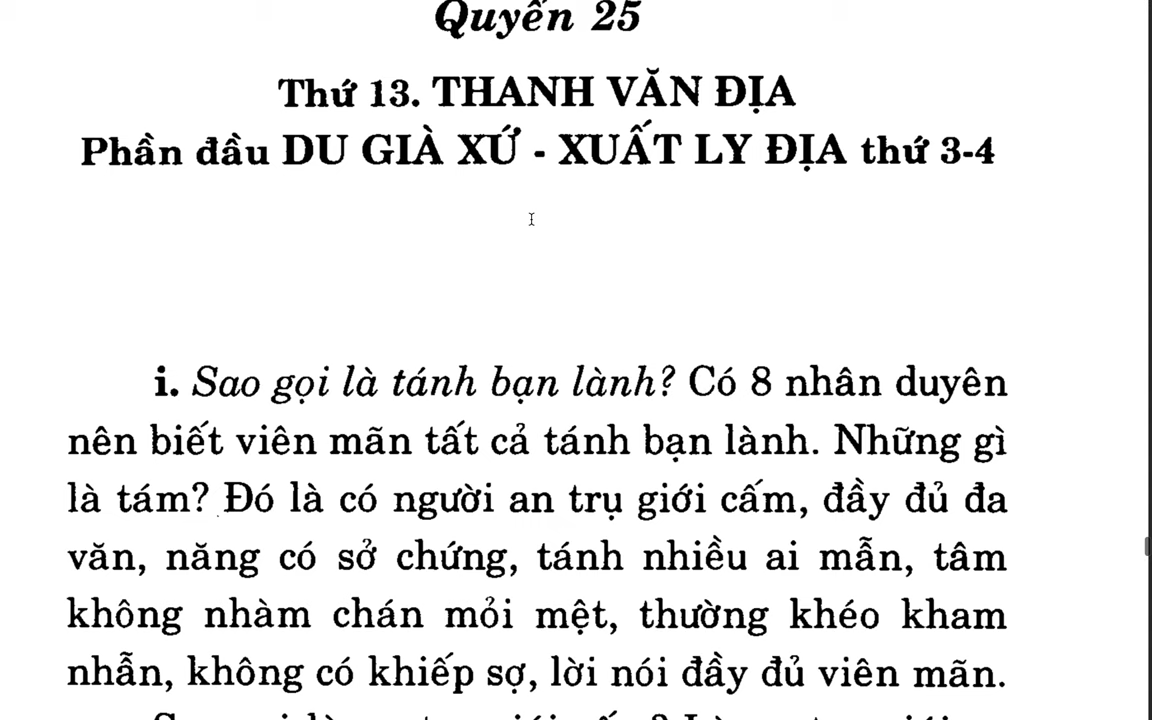 Quyển 25
Thứ 13. THANH VĂN ĐỊA
Phần đầu DU GIÀ XỨ - XUẤT LY ĐỊA thứ 3-4
i. Sao gọi là tánh bạn lành? Có 8 nhân duyên
nên biết viên mãn tất cả tánh bạn lành. Những gì
là tám? Đó là có người an trụ giới cấm, đầy đủ đa
văn, năng có sở chứng, tánh nhiều ai mẫn, tâm
không nhàm chán mỏi mệt, thường khéo kham
nhẫn, không có khiếp sợ, lời nói đầy đủ viên mãn.